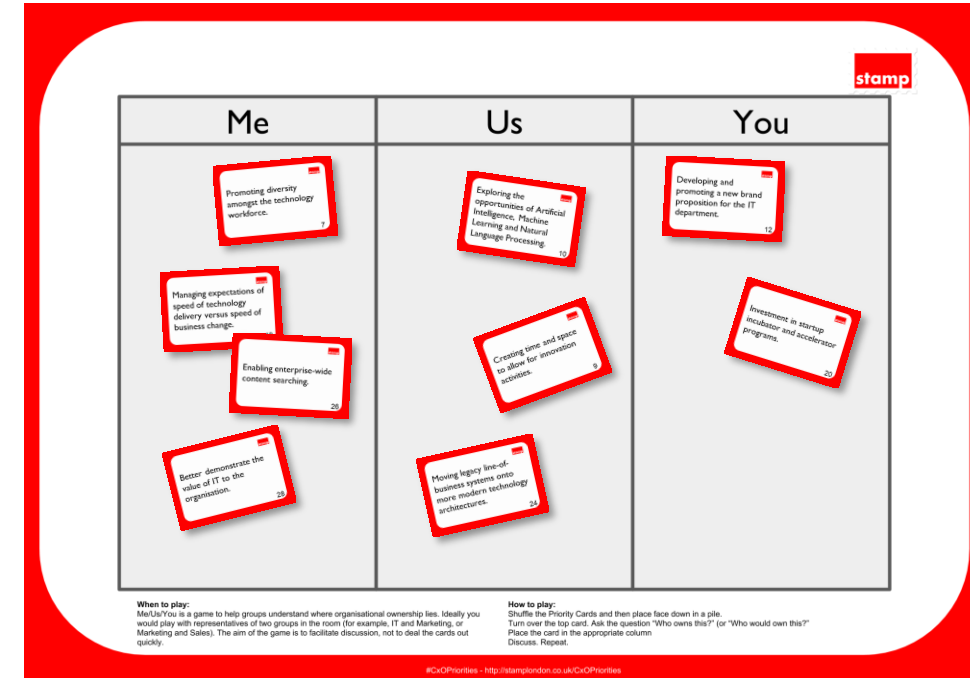 stamp
Me
Us
You
Promoting diversity
amongst the technology
workforce.
7
Managing expectations of
speed of technology
delivery versus speed of
business change.
Enabling enterprise-wide
content searching.
26
Better demonstrate the
value of IT to the
organisation.
28
Exploring the
opportunities of Artificial
Intelligence, Machine
Learning and Natural
Language Processing.
10
Creating time and space
to allow for innovation
activities.
9
Moving legacy line-of-
business systems onto
more modern technology
architectures.
24
Developing and
promoting a new brand
proposition for the IT
department.
12
Investment in startup
incubator and accelerator
programs.
20
When to play:
Me/Us/You is a game to help groups understand where organisational ownership lies. Ideally you
would play with representatives of two groups in the room (for example, IT and Marketing, or
Marketing and Sales). The aim of the game is to facilitate discussion, not to deal the cards out
quickly.
How to play:
Shuffle the Priority Cards and then place face down in a pile.
Turn over the top card. Ask the question “Who owns this?” (or “Who would own this?”
Place the card in the appropriate column
Discuss. Repeat.
#CxOPriorities - http://stamplondon.co.uk/CxOPriorities